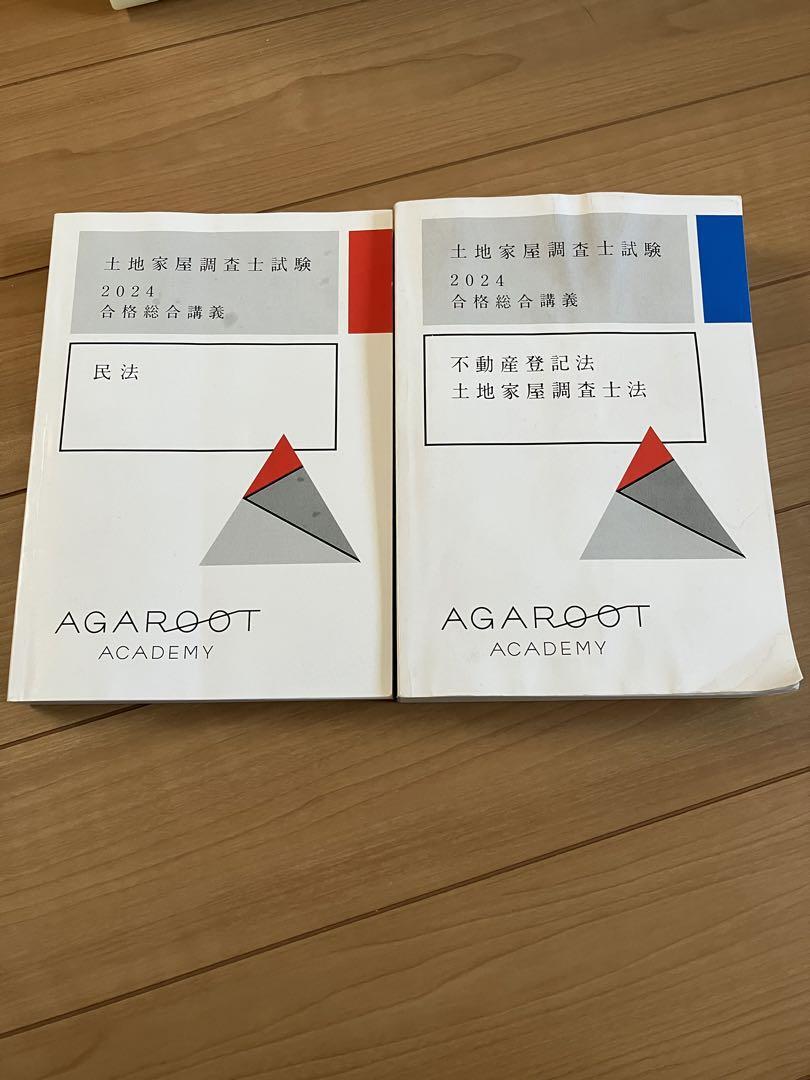 土地家屋調査士試験
2024
合格総合講義
民法
AGAROOT
ACADEMY
土地家屋調査士試験
2024
合格総合講義
不動産登記法
土地家屋調査士法
AGAROOT
ACADEMY